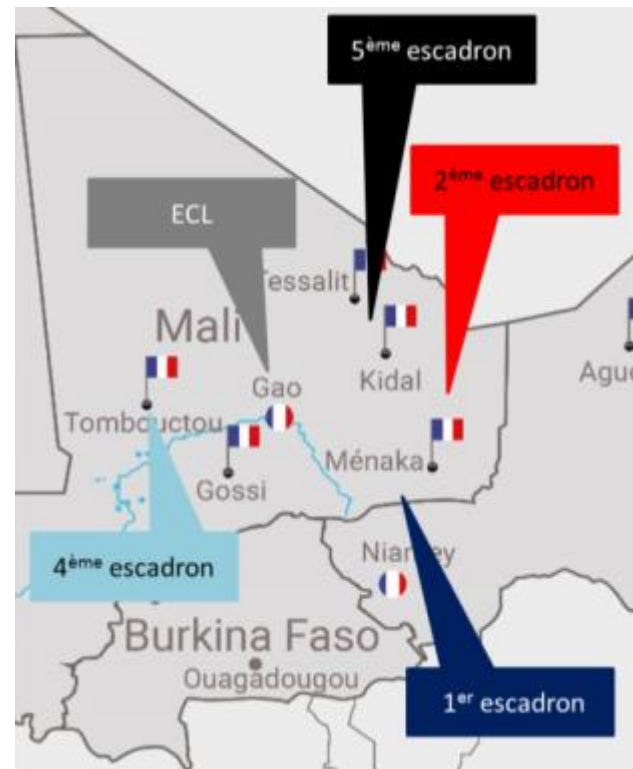 5ème escadron
2ème escadron
ECL
Tessalit
Mali
Kidal
Gao
Tombouctou
Ménaka
Gossi
4ème escadron
Niamey
Burkina Faso
Ouagadougou
1er escadron